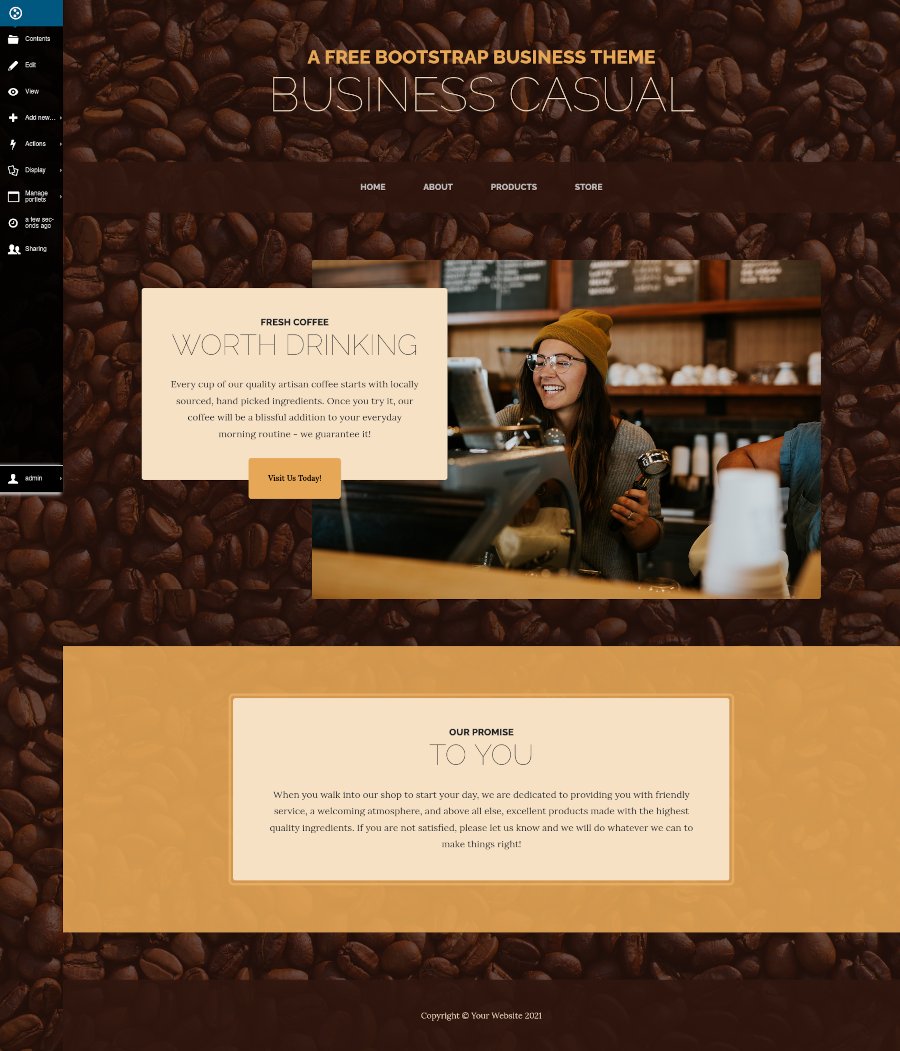 Contents
Edit
View
Add new...
Actions
Display
Manage
portlets
a few sec-
onds ago
Sharing
admin
A FREE BOOTSTRAP BUSINESS THEME
BUSINESS CASUAL
HOME ABOUT PRODUCTS STORE
FRESH COFFEE
WORTH DRINKING
Every cup of our quality artisan coffee starts with locally
sourced, hand picked ingredients. Once you try it, our
coffee will be a blissful addition to your everyday
morning routine - we guarantee it!
Visit Us Today!
OUR PROMISE
TO YOU
When you walk into our shop to start your day, we are dedicated to providing you with friendly
service, a welcoming atmosphere, and above all else, excellent products made with the highest
quality ingredients. If you are not satisfied, please let us know and we will do whatever we can to
make things right!
Copyright © Your Website 2021